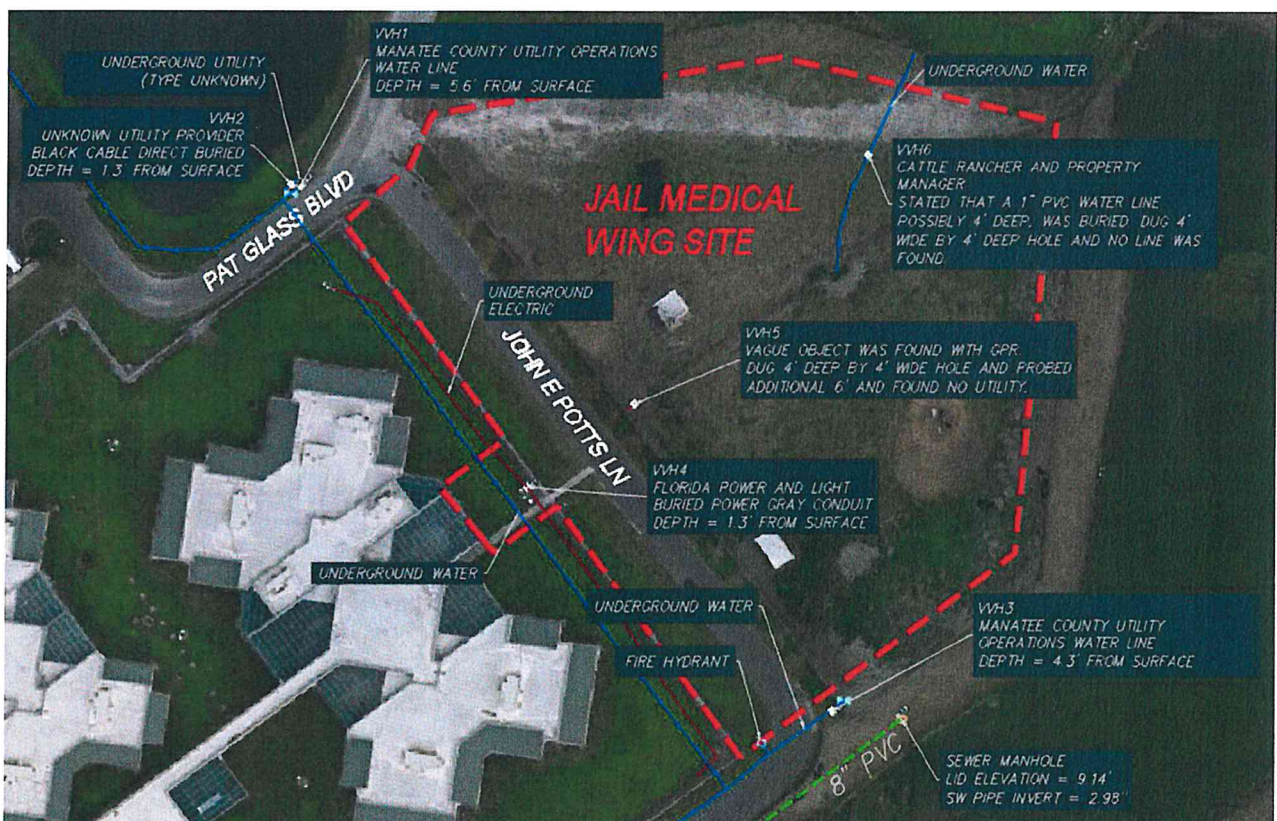 VVH1
MANATEE COUNTY UTILITY OPERATIONS
WATER LINE
DEPTH = 5.6' FROM SURFACE
UNDERGROUND UTILITY
(TYPE UNKNOWN)
VVH2
UNKNOWN UTILITY PROVIDER
BLACK CABLE DIRECT BURIED
DEPTH = 1.3' FROM SURFACE
UNDERGROUND WATER
VVH6
CATTLE RANCHER AND PROPERTY
MANAGER
STATED THAT A 1" PVC WATER LINE
POSSIBLY 4' DEEP, WAS BURIED. DUG 4'
WIDE BY 4' DEEP HOLE AND NO LINE WAS
FOUND.
JAIL MEDICAL
WING SITE
PAT GLASS BLVD
UNDERGROUND
ELECTRIC
JOHN E POTTS LN
VVH5
VAGUE OBJECT WAS FOUND WITH GPR.
DUG 4' DEEP BY 4' WIDE HOLE AND PROBED
ADDITIONAL 6' AND FOUND NO UTILITY.
VVH4
FLORIDA POWER AND LIGHT
BURIED POWER GRAY CONDUIT
DEPTH = 1.3' FROM SURFACE
UNDERGROUND WATER
UNDERGROUND WATER
FIRE HYDRANT
VVH3
MANATEE COUNTY UTILITY
OPERATIONS WATER LINE
DEPTH = 4.3' FROM SURFACE
8" PVC
SEWER MANHOLE
LID ELEVATION = 9.14'
SW PIPE INVERT = 2.98"